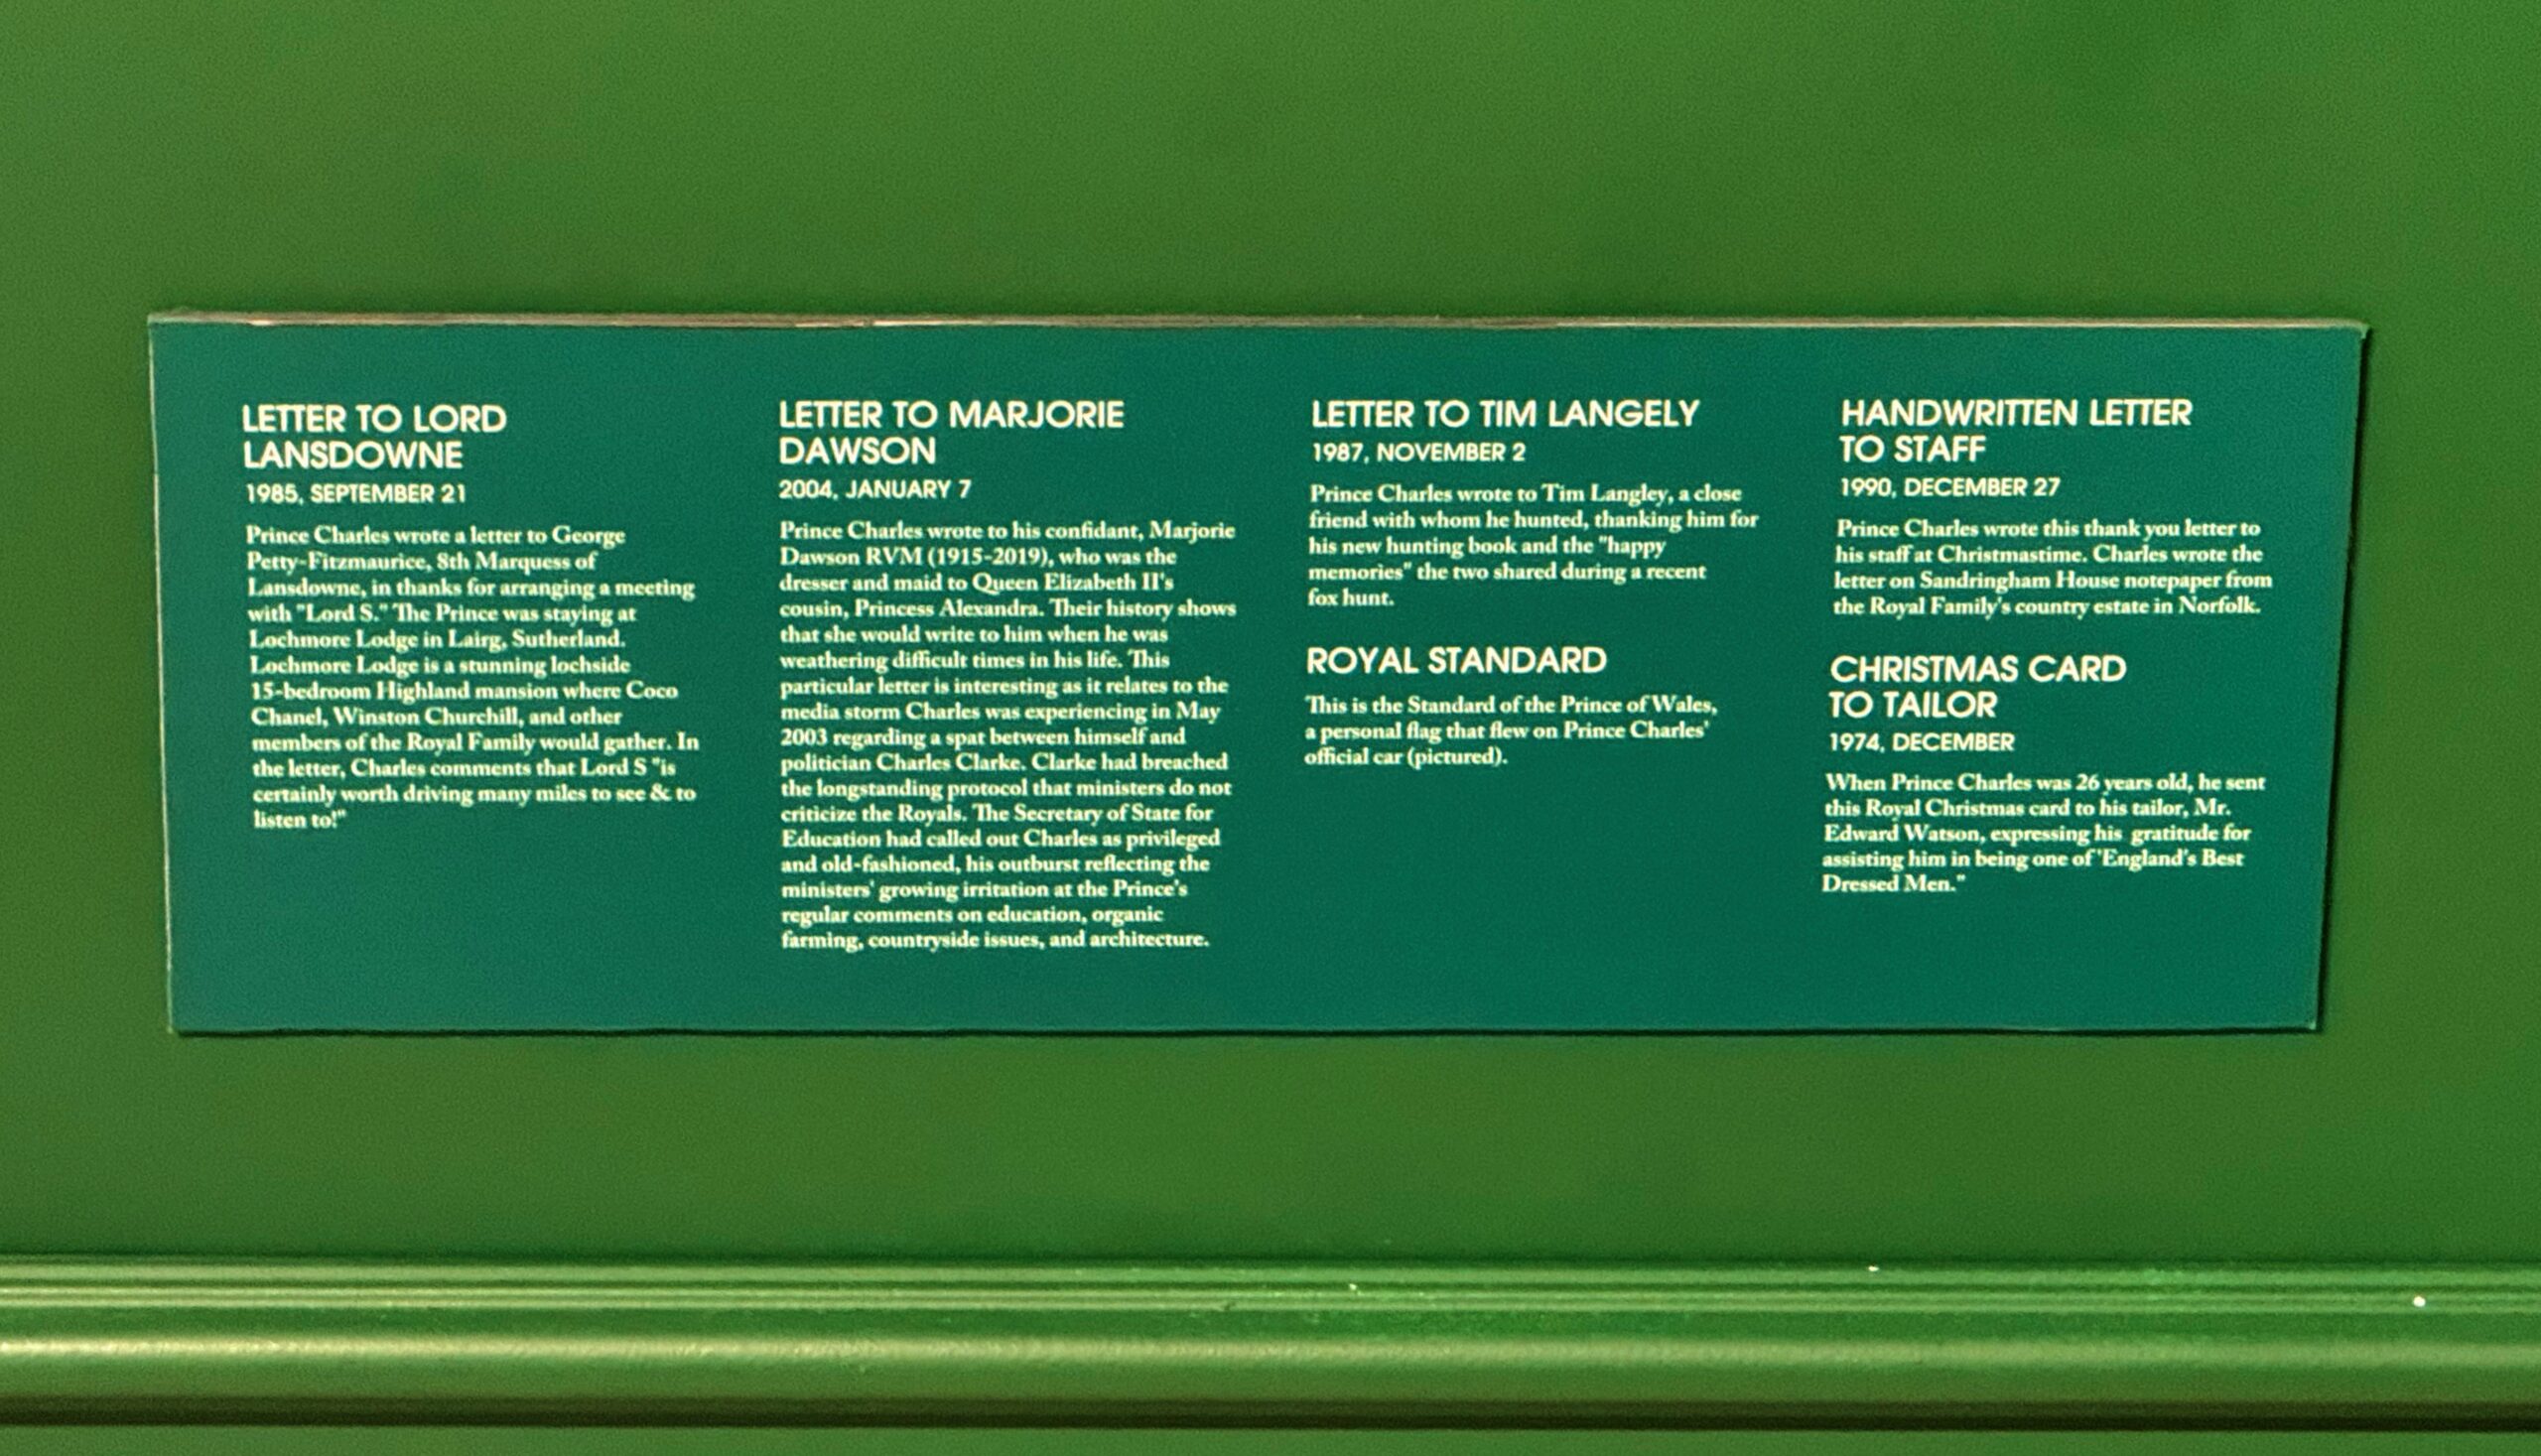 LETTER TO LORD
LANSDOWNE
1985, SEPTEMBER 21
Prince Charles wrote a letter to George
Petty-Fitzmaurice, 8th Marquess of
Lansdowne, in thanks for arranging a meeting
with "Lord S." The Prince was staying at
Lochmore Lodge in Lairg, Sutherland.
Lochmore Lodge is a stunning lochside
15-bedroom Highland mansion where Coco
Chanel, Winston Churchill, and other
members of the Royal Family would gather. In
the letter, Charles comments that Lord S "is
certainly worth driving many miles to see & to
listen to!"
LETTER TO MARJORIE
DAWSON
2004, JANUARY 7
Prince Charles wrote to his confidant, Marjorie
Dawson RVM (1915-2019), who was the
dresser and maid to Queen Elizabeth II's
cousin, Princess Alexandra. Their history shows
that she would write to him when he was
weathering difficult times in his life. This
particular letter is interesting as it relates to the
media storm Charles was experiencing in May
2003 regarding a spat between himself and
politician Charles Clarke. Clarke had breached
the longstanding protocol that ministers do not
criticize the Royals. The Secretary of State for
Education had called out Charles as privileged
and old-fashioned, his outburst reflecting the
ministers' growing irritation at the Prince's
regular comments on education, organic
farming, countryside issues, and architecture.
LETTER TO TIM LANGELY
1987, NOVEMBER 2
Prince Charles wrote to Tim Langley, a close
friend with whom he hunted, thanking him for
his new hunting book and the "happy
memories" the two shared during a recent
fox hunt.
ROYAL STANDARD
This is the Standard of the Prince of Wales,
a personal flag that flew on Prince Charles'
official car (pictured).
HANDWRITTEN LETTER
TO STAFF
1990, DECEMBER 27
Prince Charles wrote this thank you letter to
his staff at Christmastime. Charles wrote the
letter on Sandringham House notepaper from
the Royal Family's country estate in Norfolk.
CHRISTMAS CARD
TO TAILOR
1974, DECEMBER
When Prince Charles was 26 years old, he sent
this Royal Christmas card to his tailor, Mr.
Edward Watson, expressing his gratitude for
assisting him in being one of 'England's Best
Dressed Men."